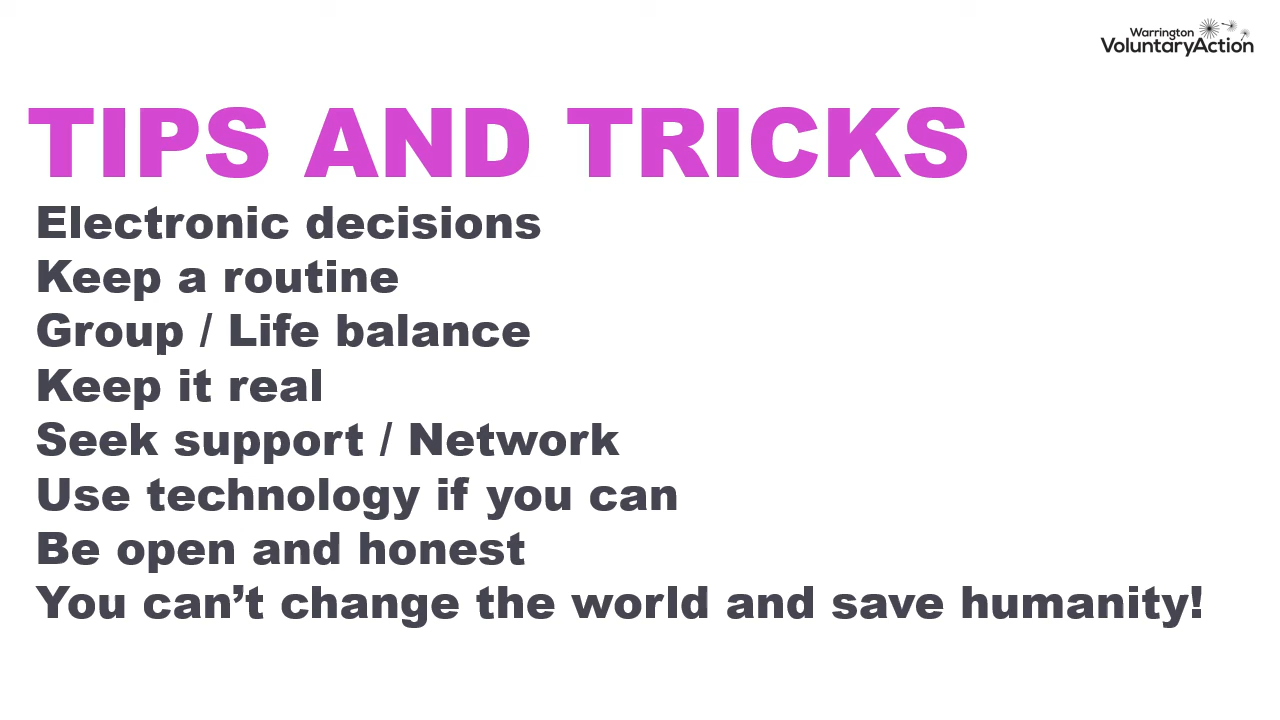 Warrington
VoluntaryAction
TIPS AND TRICKS
Electronic decisions
Keep a routine
Group / Life balance
Keep it real
Seek support / Network
Use technology if you can
Be open and honest
You can’t change the world and save humanity!